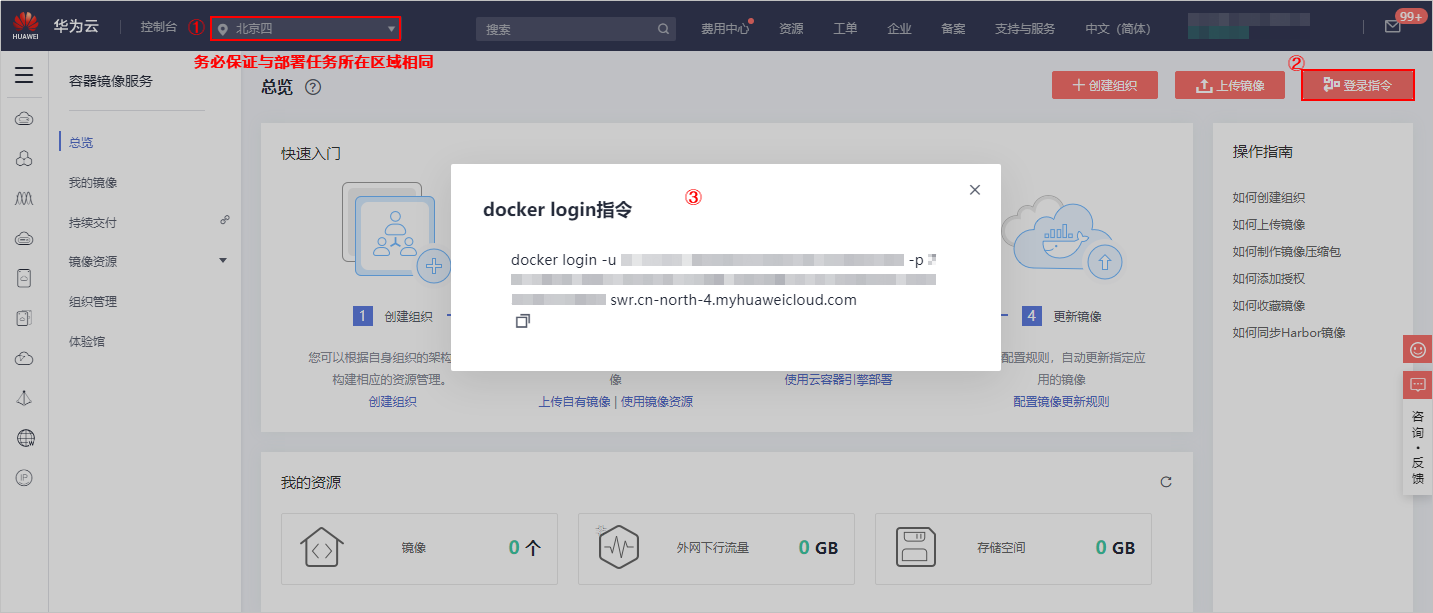 HUAWEI
华为云
控制台
①
北京四
搜索
费用中心
资源
工单
企业
备案
支持与服务
中文（简体）
99+
务必保证与部署任务所在区域相同
容器镜像服务
总览
我的镜像
持续交付
镜像资源
组织管理
体验馆
总览
?
创建组织
上传镜像
②
登录指令
快速入门
docker login指令
③
docker login -u
-p
swr.cn-north-4.myhuaweicloud.com
1
创建组织
4
更新镜像
您可以根据自身组织的架构
构建相应的资源管理。
创建组织
像
上传自有镜像 | 使用镜像资源
使用云容器引擎部署
配置规则，自动更新指定应
用的镜像
配置镜像更新规则
操作指南
如何创建组织
如何上传镜像
如何制作镜像压缩包
如何添加授权
如何收藏镜像
如何同步Harbor镜像
我的资源
镜像
0 个
外网下行流量
0 GB
存储空间
0 GB
咨询·反馈
IP
W